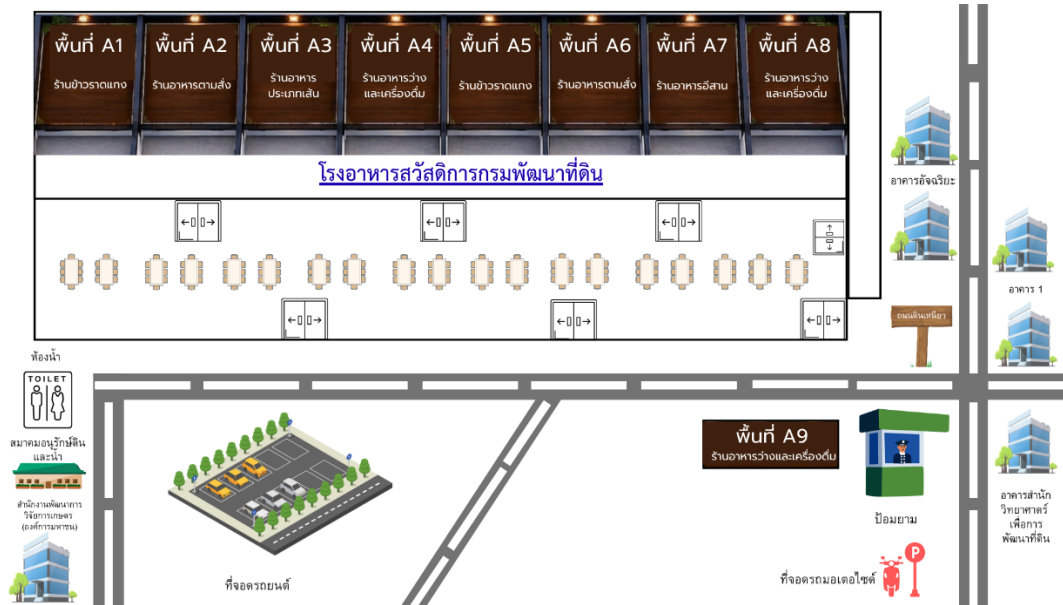 พื้นที่ A1
ร้านข้าวราดแกง
พื้นที่ A2
ร้านอาหารตามสั่ง
พื้นที่ A3
ร้านอาหาร
ประเภทเส้น
พื้นที่ A4
ร้านอาหารว่าง
และเครื่องดื่ม
พื้นที่ A5
ร้านข้าวราดแกง
พื้นที่ A6
ร้านอาหารตามสั่ง
พื้นที่ A7
ร้านอาหารอีสาน
พื้นที่ A8
ร้านอาหารว่าง
และเครื่องดื่ม
โรงอาหารสวัสดิการกรมพัฒนาที่ดิน
อาคารอัจฉริยะ
อาคาร 1
ถนนดินเหนียว
ห้องน้ำ
TOILET
สมาคมอนุรักษ์ดิน
และน้ำ
สำนักงานพัฒนาการ
วิจัยการเกษตร
(องค์การมหาชน)
ที่จอดรถยนต์
พื้นที่ A9
ร้านอาหารว่างและเครื่องดื่ม
ป้อมยาม
P
ที่จอดรถมอเตอไซต์
อาคารสำนัก
วิทยาศาตร์
เพื่อการ
พัฒนาที่ดิน